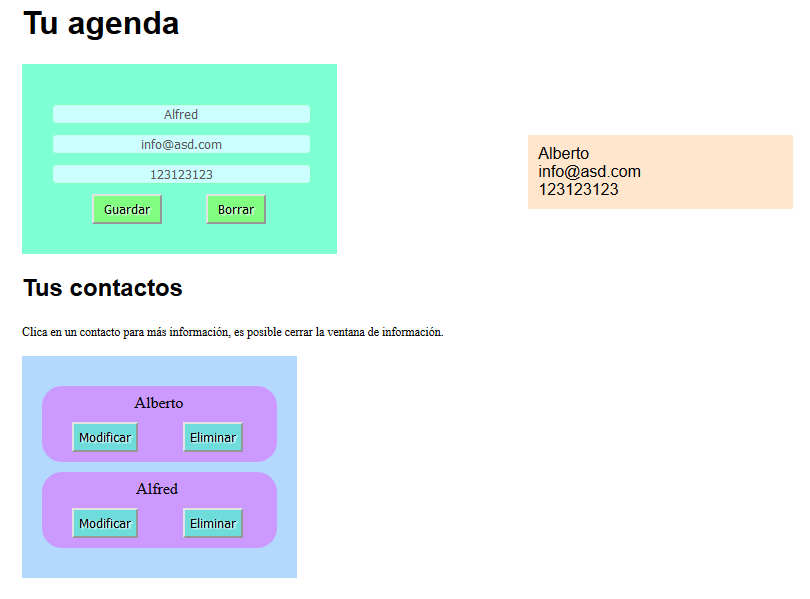 Tu agenda
Alfred
info@asd.com
123123123
Guardar Borrar
Alberto
info@asd.com
123123123
Tus contactos
Clica en un contacto para más información, es posible cerrar la ventana de información.
Alberto
Modificar Eliminar
Alfred
Modificar Eliminar